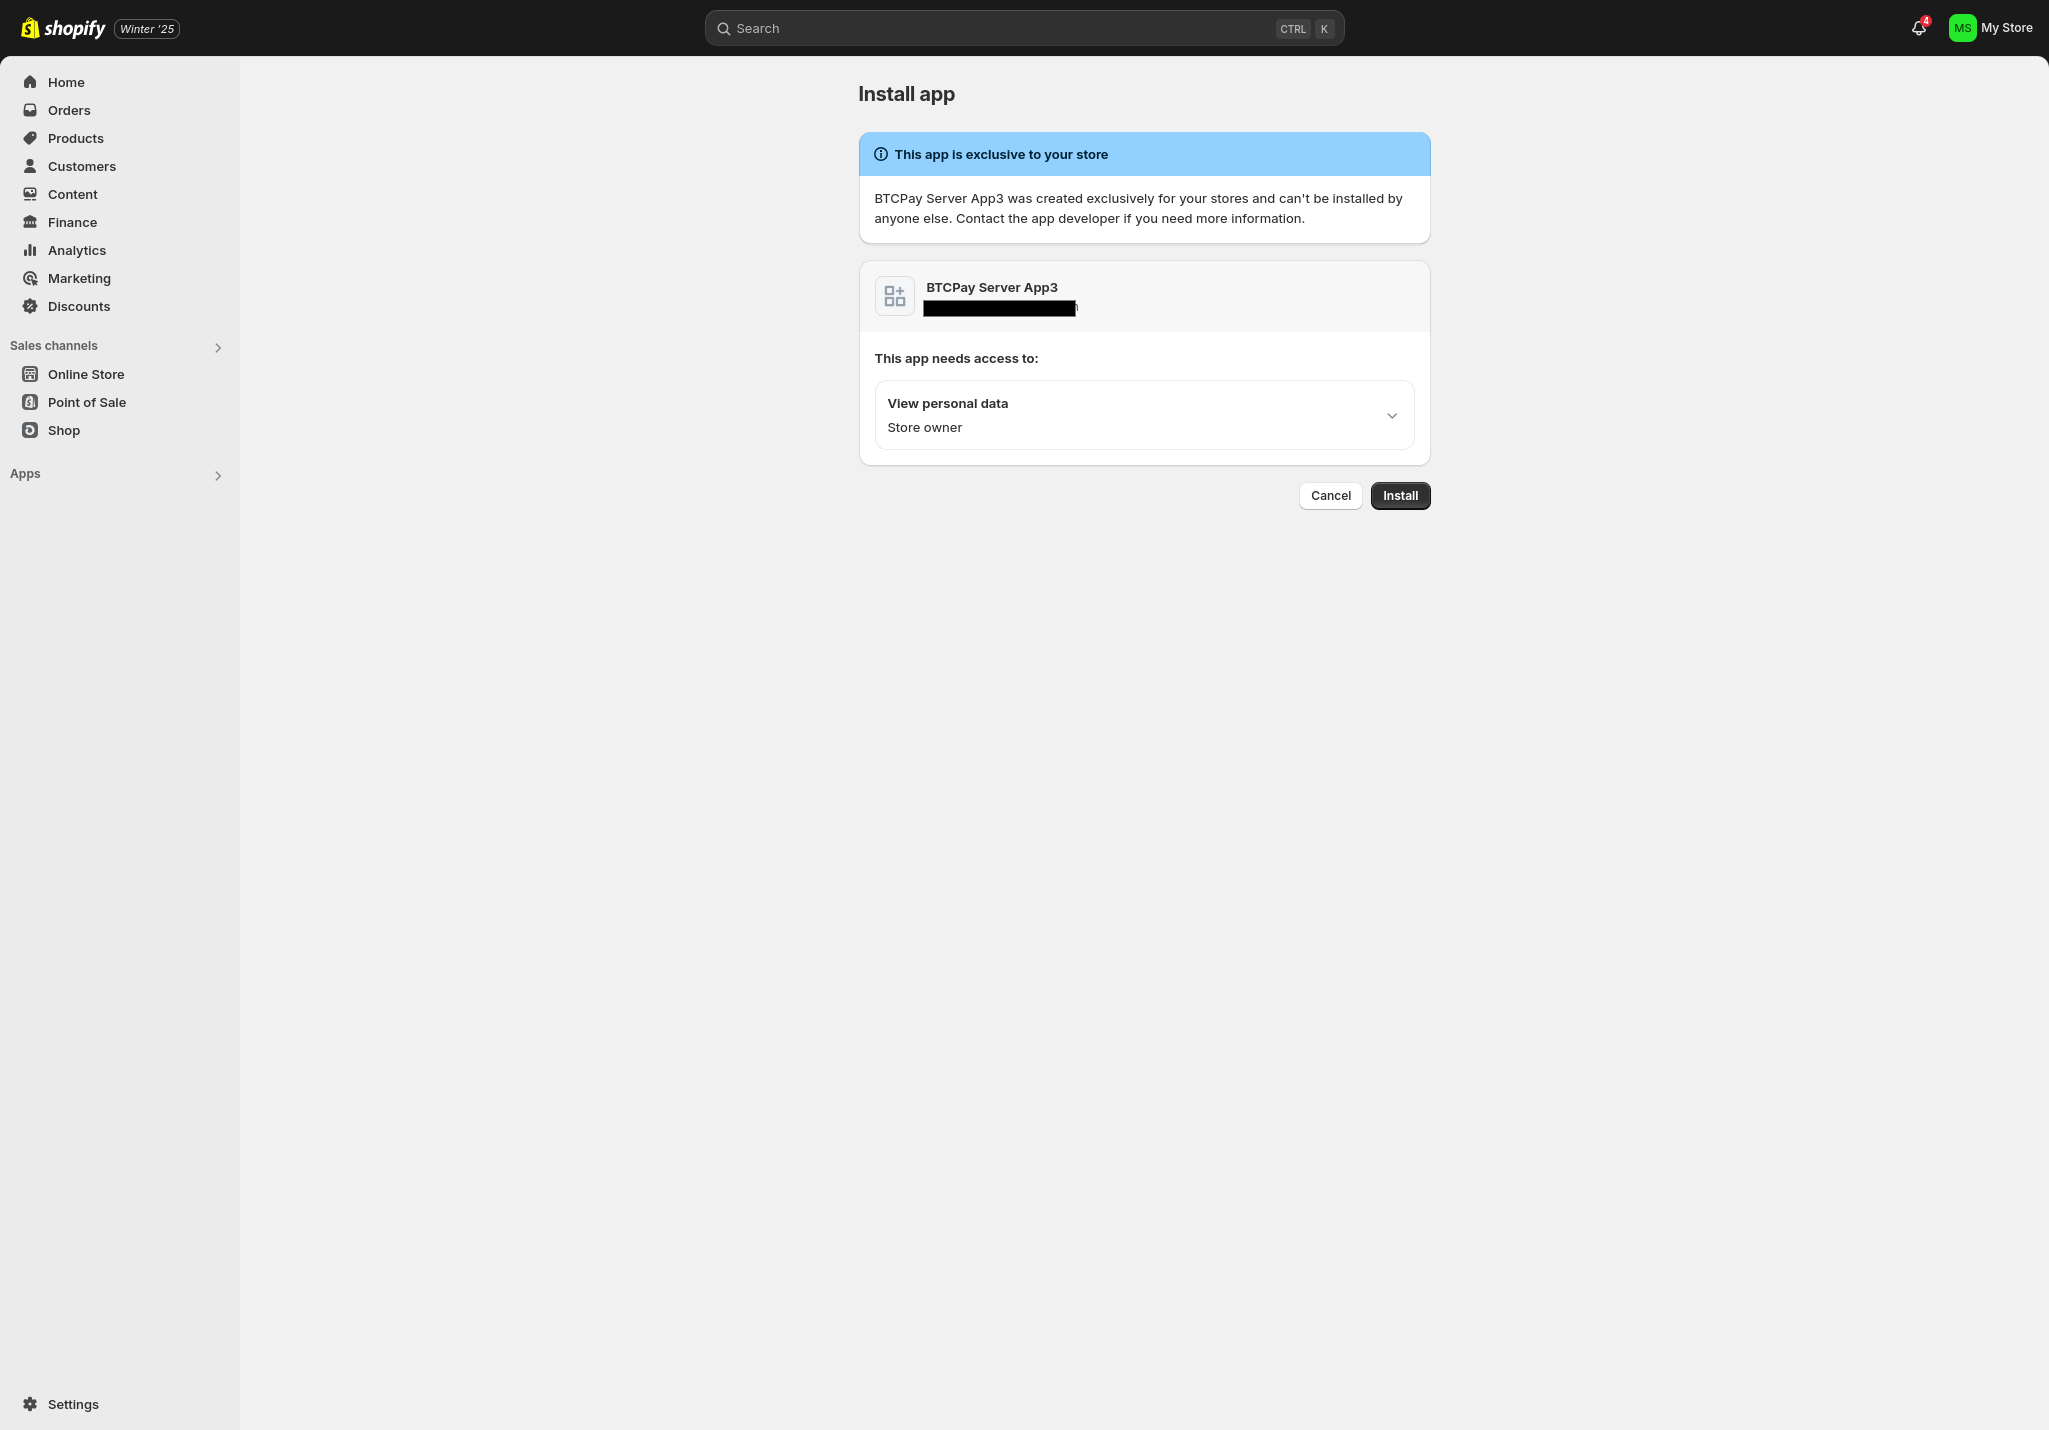 shopify
Winter '25
Search
CTRL K
4
MS
My Store
Home
Orders
Products
Customers
Content
Finance
Analytics
Marketing
Discounts
Sales channels
Online Store
Point of Sale
Shop
Apps
Settings
Install app
This app is exclusive to your store
BTCPay Server App3 was created exclusively for your stores and can't be installed by
anyone else. Contact the app developer if you need more information.
BTCPay Server App3
This app needs access to:
View personal data
Store owner
Cancel
Install